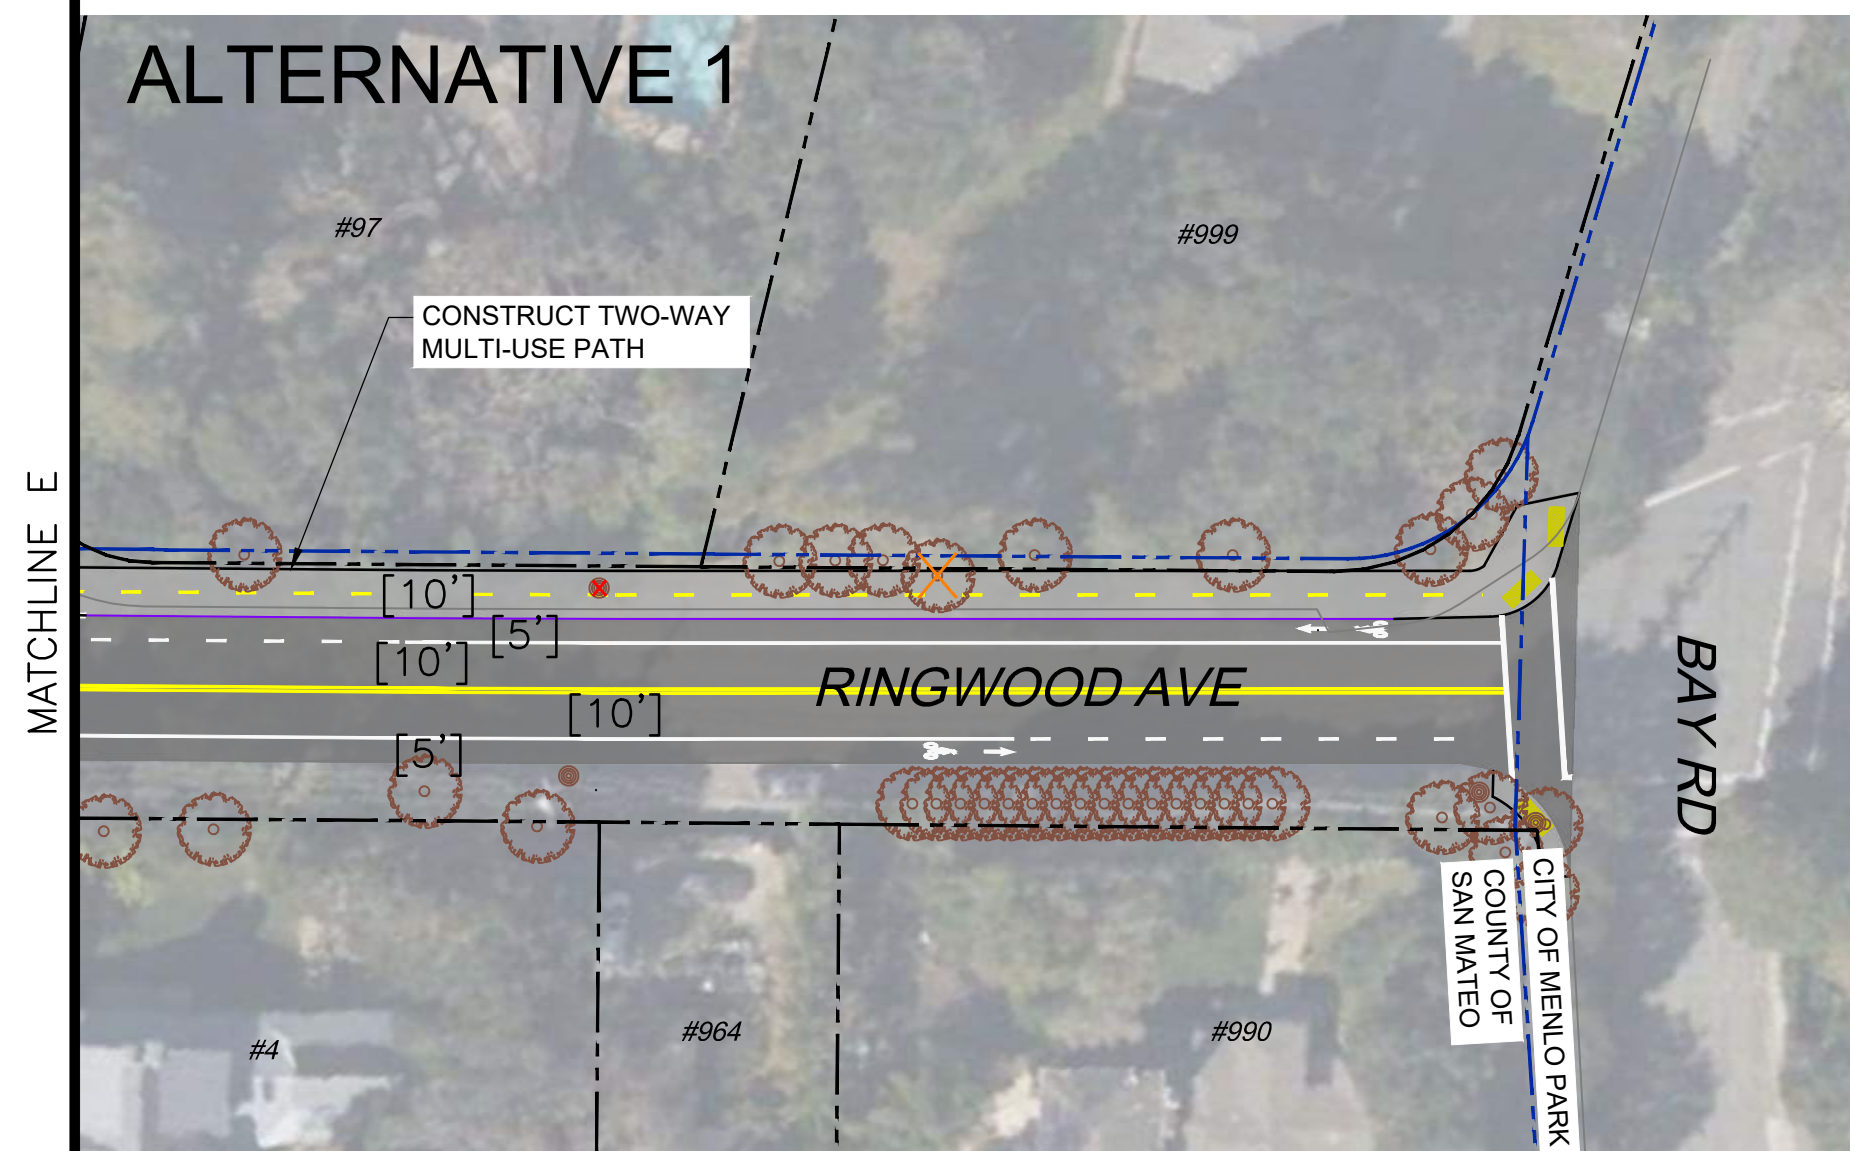 ALTERNATIVE 1
#97
#999
CONSTRUCT TWO-WAY
MULTI-USE PATH
MATCHLINE E
[10']
[5']
[10']
RINGWOOD AVE
[10']
[5']
BAY RD
COUNTY OF
SAN MATEO
CITY OF MENLO PARK
#4
#964
#990